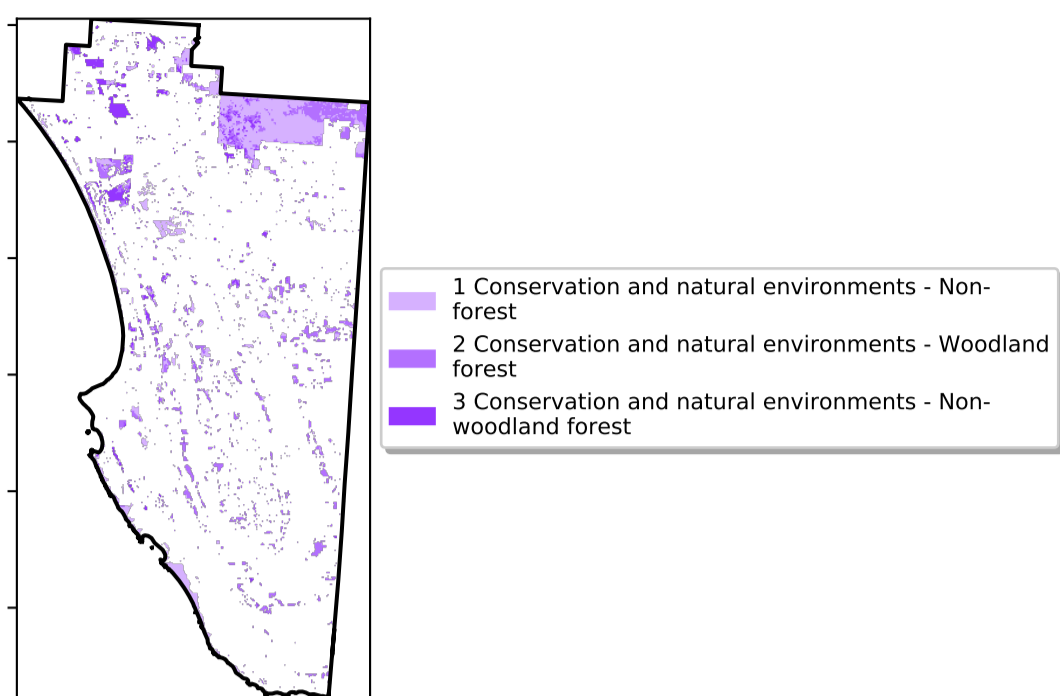 1 Conservation and natural environments - Non-
forest
2 Conservation and natural environments - Woodland
forest
3 Conservation and natural environments - Non-
woodland forest